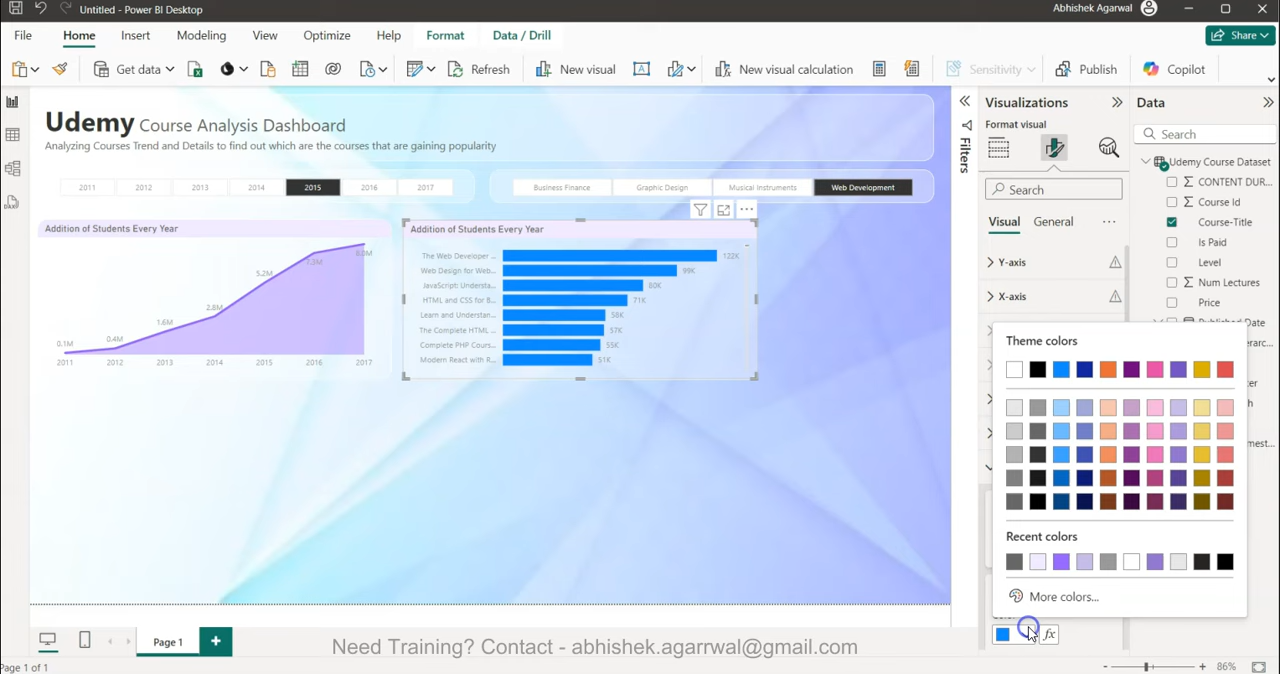 Untitled - Power BI Desktop
Abhishek Agarwal
File
Home
Insert
Modeling
View
Optimize
Help
Format
Data / Drill
Share
Get data
Refresh
New visual
New visual calculation
Sensitivity
Publish
Copilot
Udemy Course Analysis Dashboard
Analyzing Courses Trend and Details to find out which are the courses that are gaining popularity
2011
2012
2013
2014
2015
2016
2017
Business Finance
Graphic Design
Musical Instruments
Web Development
Addition of Students Every Year
0.1M
0.4M
1.6M
2.8M
5.2M
7.3M
8.0M
2011
2012
2013
2014
2015
2016
2017
Addition of Students Every Year
The Web Developer ... 122K
Web Design for Web... 99K
JavaScript: Understa... 80K
HTML and CSS for B... 71K
Learn and Understan... 58K
The Complete HTML ... 57K
Complete PHP Cours... 55K
Modern React with R... 51K
Filters
Visualizations
Format visual
Search
Visual
General
Y-axis
X-axis
Theme colors
Recent colors
More colors...
fx
Data
Search
Udemy Course Dataset
CONTENT DUR...
Course Id
Course-Title
Is Paid
Level
Num Lectures
Price
Published Date
Page 1
Need Training? Contact - abhishek.agarrwal@gmail.com
Page 1 of 1
86%